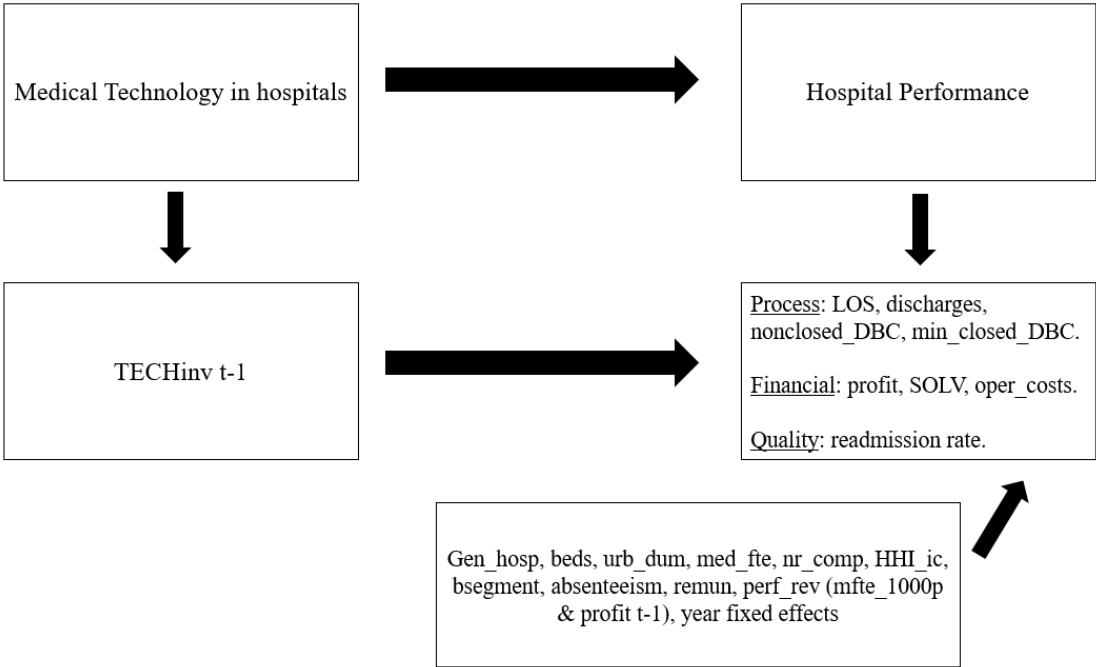 Medical Technology in hospitals
Hospital Performance
TECHinv t-1
Process: LOS, discharges,
nonclosed_DBC, min_closed_DBC.
Financial: profit, SOLV, oper_costs.
Quality: readmission rate.
Gen_hosp, beds, urb_dum, med_fte, nr_comp, HHI_ic,
bsegment, absenteeism, remun, perf_rev (mfte_1000p
& profit t-1), year fixed effects